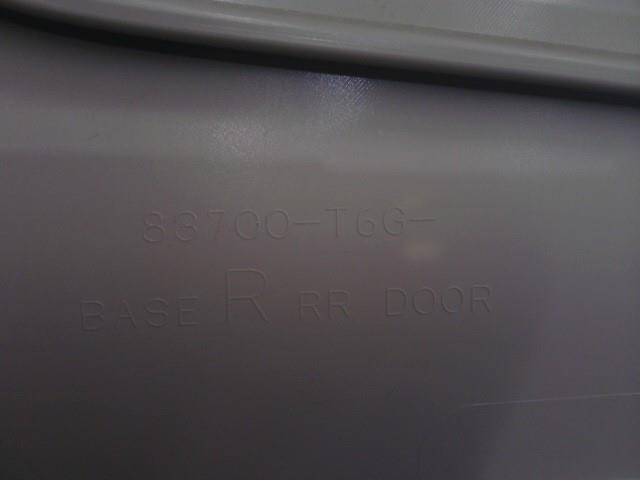 83700-T6G-
BASE R RR DOOR